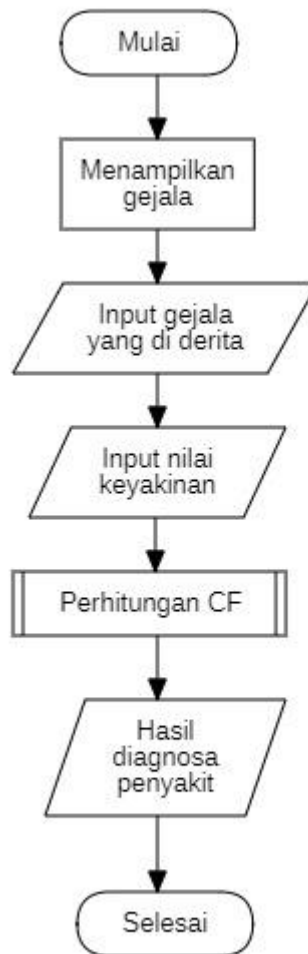 Mulai
Menampilkan
gejala
Input gejala
yang di derita
Input nilai
keyakinan
Perhitungan CF
Hasil
diagnosa
penyakit
Selesai